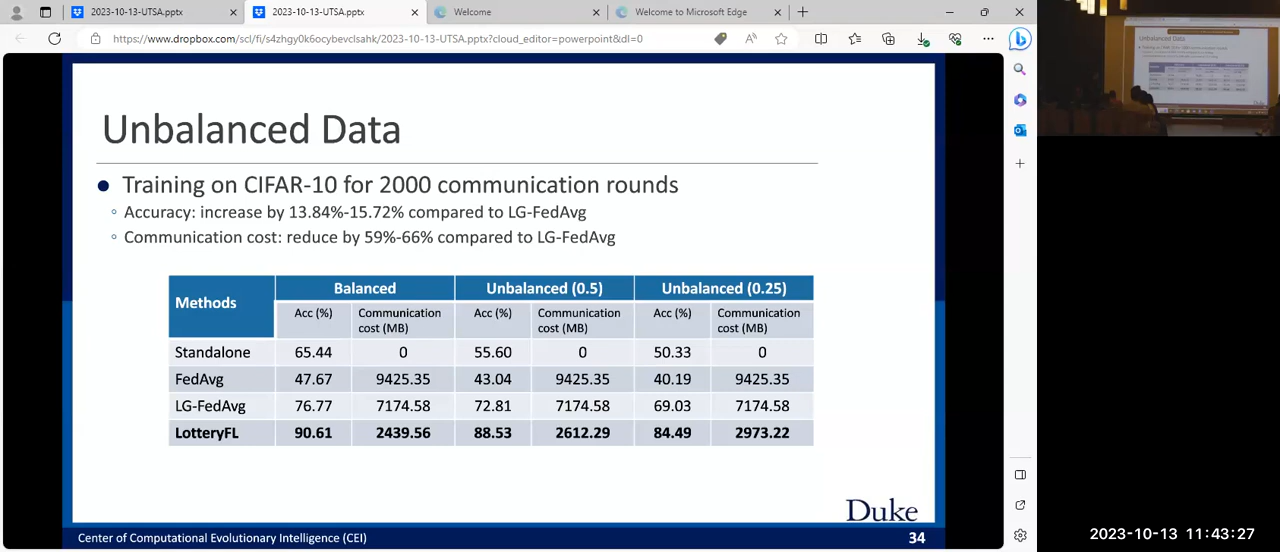 2023-10-13-UTSA.pptx
2023-10-13-UTSA.pptx
Welcome
Welcome to Microsoft Edge
https://www.dropbox.com/scl/fi/s4zhgy0k6ocybevclsahk/2023-10-13-UTSA.pptx?cloud_editor=powerpoint&dl=0
Unbalanced Data
Training on CIFAR-10 for 2000 communication rounds
Accuracy: increase by 13.84%-15.72% compared to LG-FedAvg
Communication cost: reduce by 59%-66% compared to LG-FedAvg
Methods Balanced Unbalanced (0.5) Unbalanced (0.25)
Acc (%) Communication cost (MB) Acc (%) Communication cost (MB) Acc (%) Communication cost (MB)
Standalone 65.44 0 55.60 0 50.33 0
FedAvg 47.67 9425.35 43.04 9425.35 40.19 9425.35
LG-FedAvg 76.77 7174.58 72.81 7174.58 69.03 7174.58
LotteryFL 90.61 2439.56 88.53 2612.29 84.49 2973.22
Duke
Center of Computational Evolutionary Intelligence (CEI)
34
Unbalanced Data
2023-10-13 11:43:27